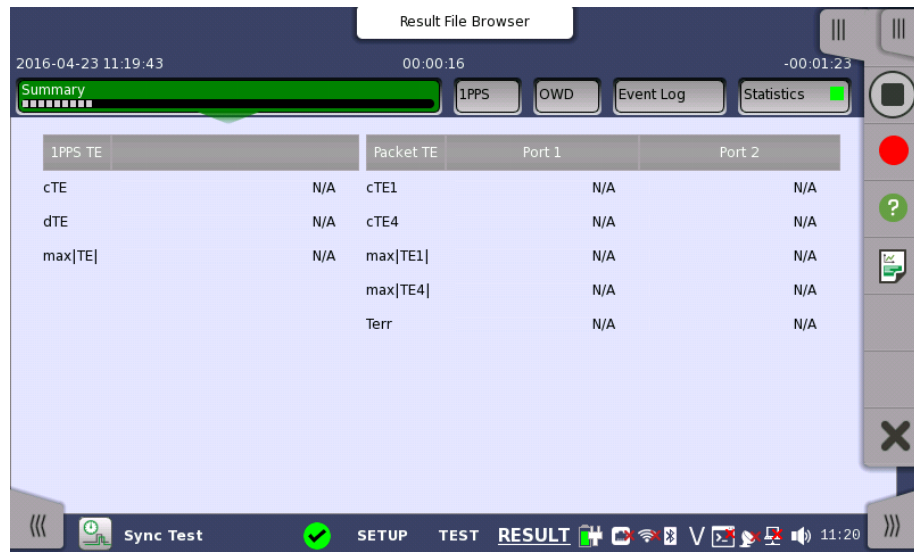 Result File Browser
2016-04-23 11:19:43 00:00:16 -00:01:23
Summary 1PPS OWD Event Log Statistics
1PPS TE Packet TE Port 1 Port 2
cTE N/A cTE1 N/A N/A
dTE N/A cTE4 N/A N/A
max|TE| N/A max|TE1| N/A N/A
max|TE4| N/A N/A
Terr N/A N/A
Sync Test SETUP TEST RESULT V 11:20